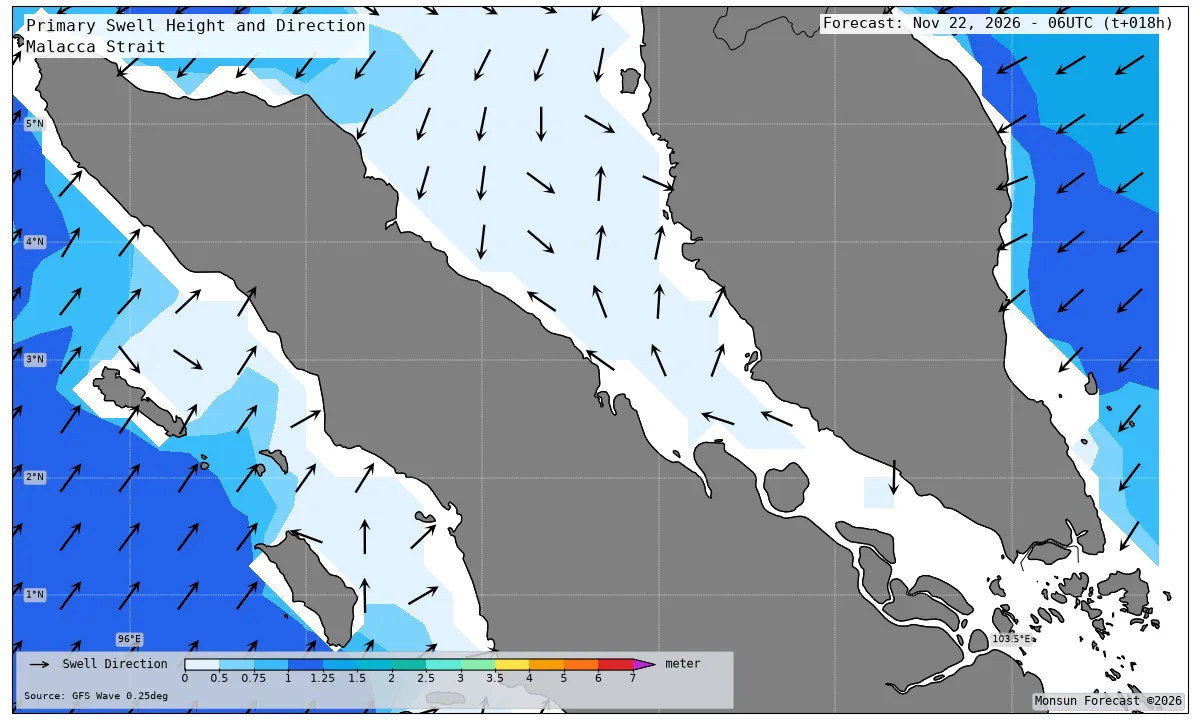 Primary Swell Height and Direction
Malacca Strait
Forecast: Nov 22, 2026 - 06UTC (t+018h)
5°N
4°N
3°N
2°N
1°N
96°E
103.5°E
Swell Direction
0 0.5 0.75 1 1.25 1.5 2 2.5 3 3.5 4 5 6 7
meter
Source: GFS Wave 0.25deg
Monsun Forecast ©2026